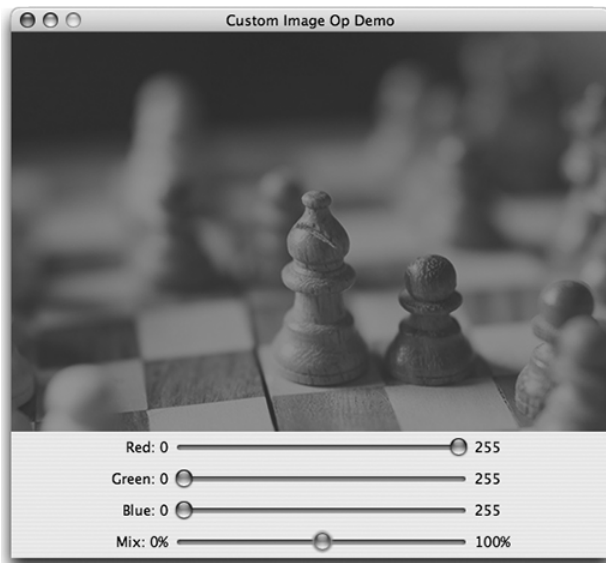 Custom Image Op Demo
Red: 0 255
Green: 0 255
Blue: 0 255
Mix: 0% 100%